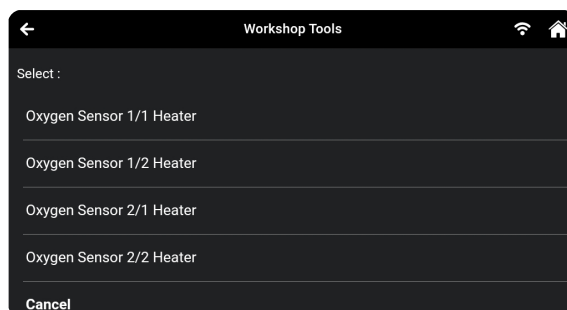 Workshop Tools
Select :
Oxygen Sensor 1/1 Heater
Oxygen Sensor 1/2 Heater
Oxygen Sensor 2/1 Heater
Oxygen Sensor 2/2 Heater
Cancel